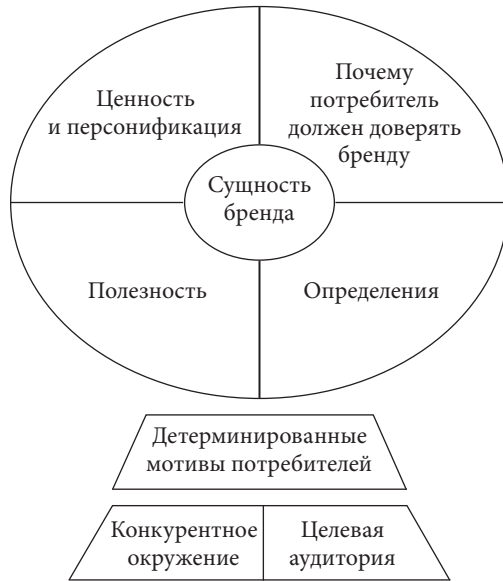 Ценность
и персонификация
Почему
потребитель
должен доверять
бренду
Сущность
бренда
Полезность
Определения
Детерминированные
мотивы потребителей
Конкурентное
окружение
Целевая
аудитория